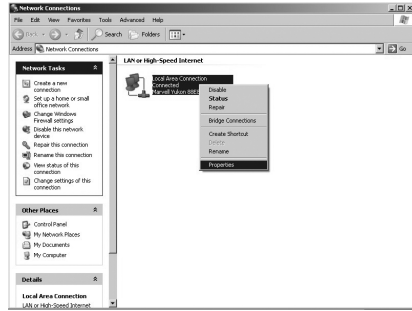 Network Connections
File Edit View Favorites Tools Advanced Help
Back Search Folders
Address Network Connections Go
Network Tasks
Create a new
connection
Set up a home or small
office network
Change Windows
Firewall settings
Disable this network
device
Repair this connection
Rename this connection
View status of this
connection
Change settings of this
connection
Other Places
Control Panel
My Network Places
My Documents
My Computer
Details
Local Area Connection
LAN or High-Speed Internet
LAN or High-Speed Internet
Local Area Connection
Connected
Marvell Yukon
Disable
Status
Repair
Bridge Connections
Create Shortcut
Delete
Rename
Properties